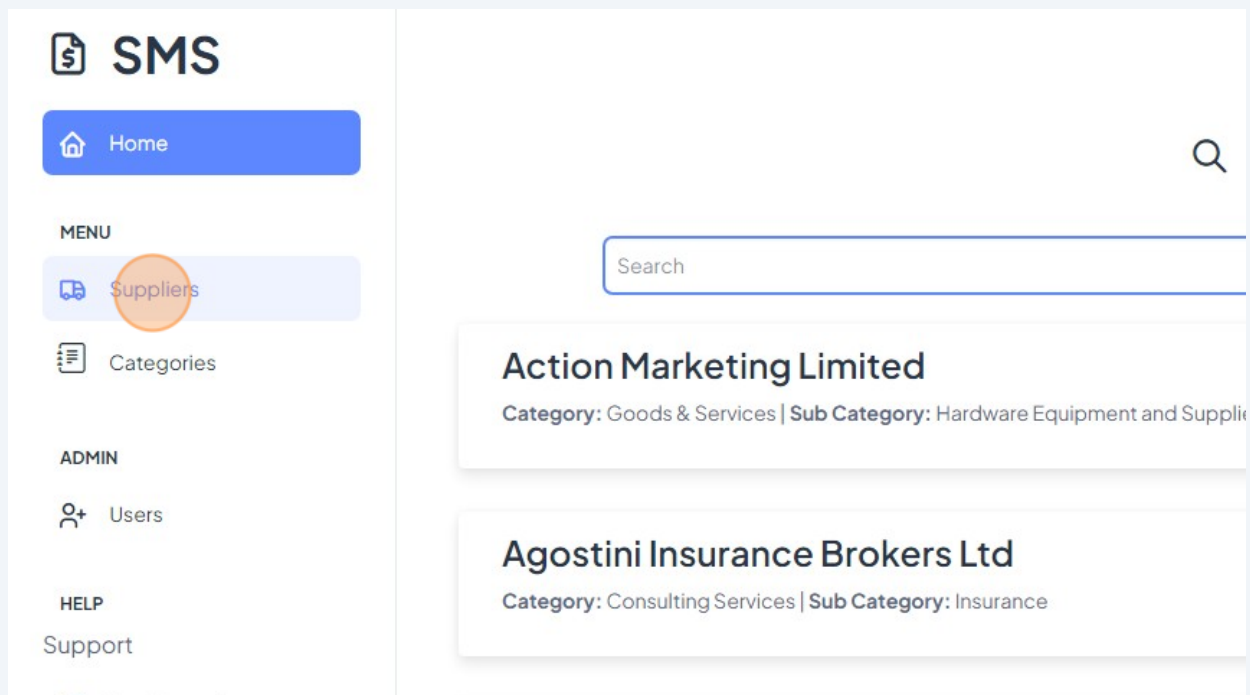 SMS
Home
MENU
Suppliers
Categories
ADMIN
Users
HELP
Support
Search
Action Marketing Limited
Category: Goods & Services | Sub Category: Hardware Equipment and Supplie
Agostini Insurance Brokers Ltd
Category: Consulting Services | Sub Category: Insurance